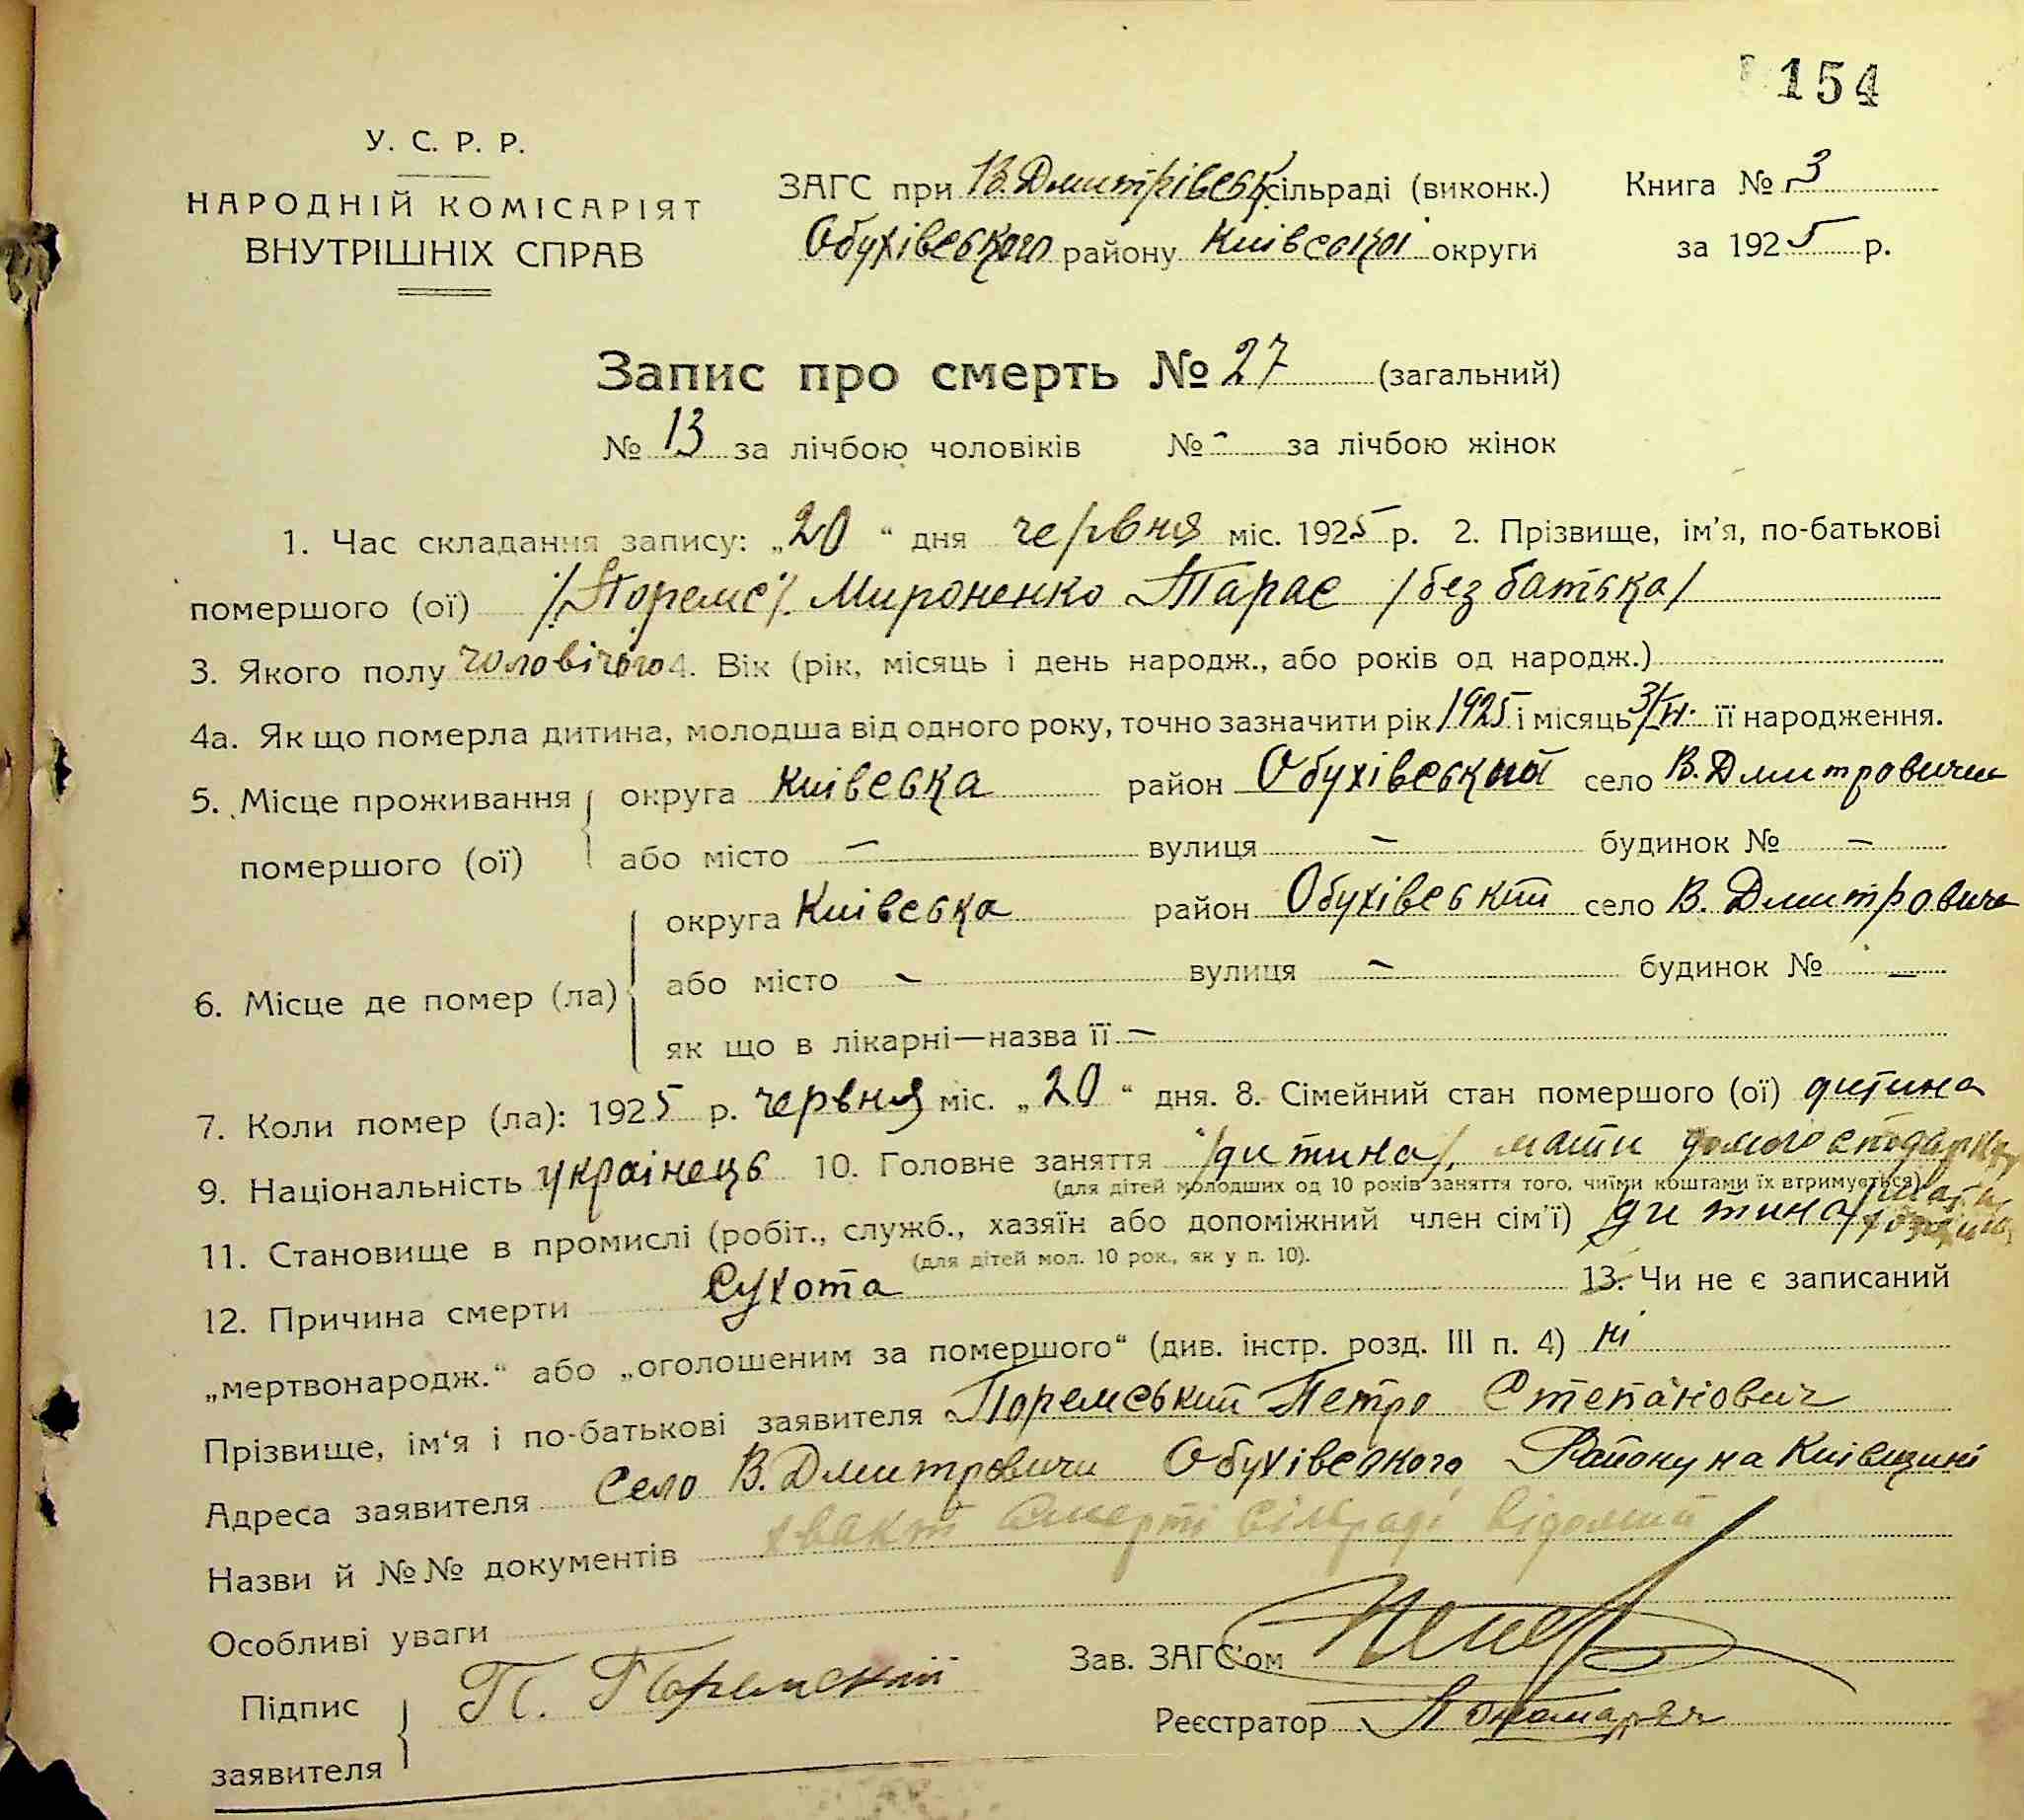 154
У. С. Р. Р.
НАРОДНІЙ КОМІСАРІЯТ
ВНУТРІШНІХ СПРАВ
ЗАГС при В. Дмитрівськ. сільраді (виконк.) Книга № 3
Обухівського району Киівської округи за 1925 р.
Запис про смерть № 27 (загальний)
№ 13 за лічбою чоловіків № - за лічбою жінок
1. Час складання запису: „20“ дня червня міс. 1925 р. 2. Прізвище, ім'я, по-батькові
помершого (ої) Мироненко Тарас /без батька/
3. Якого полу чоловічого 4. Вік (рік, місяць і день народж., або років од народж.)
4а. Як що померла дитина, молодша від одного року, точно зазначити рік 1925 і місяць її народження.
5. Місце проживання округа Киівська район Обухівський село В. Дмитровичи
помершого (ої) або місто — вулиця — будинок № —
округа Киівська район Обухівський село В. Дмитровичи
6. Місце де помер (ла) або місто - вулиця - будинок № —
як що в лікарні—назва її —
7. Коли помер (ла): 1925 р. червня міс. „20“ дня. 8. Сімейний стан помершого (ої) дитина
9. Національність українець 10. Головне заняття /дитина/, мати
(для дітей молодших од 10 років заняття того, чиїми коштами їх втримується)
11. Становище в промислі (робіт., служб., хазяїн або допоміжний член сім'ї) /дитина/ мати
(для дітей мол. 10 рок., як у п. 10).
12. Причина смерти Сухота 13. Чи не є записаний
„мертвонародж.“ або „оголошеним за помершого“ (див. інстр. розд. III п. 4) ні
Прізвище, ім'я і по-батькові заявителя Поремський Петро Степанович
Адреса заявителя Село В. Дмитровичи Обухівского Району на Київщині
Назви й №№ документів хвакт смерті сільраді відомий
Особливі уваги
Зав. ЗАГС'ом
Підпис П. Поремский
заявителя
Реєстратор